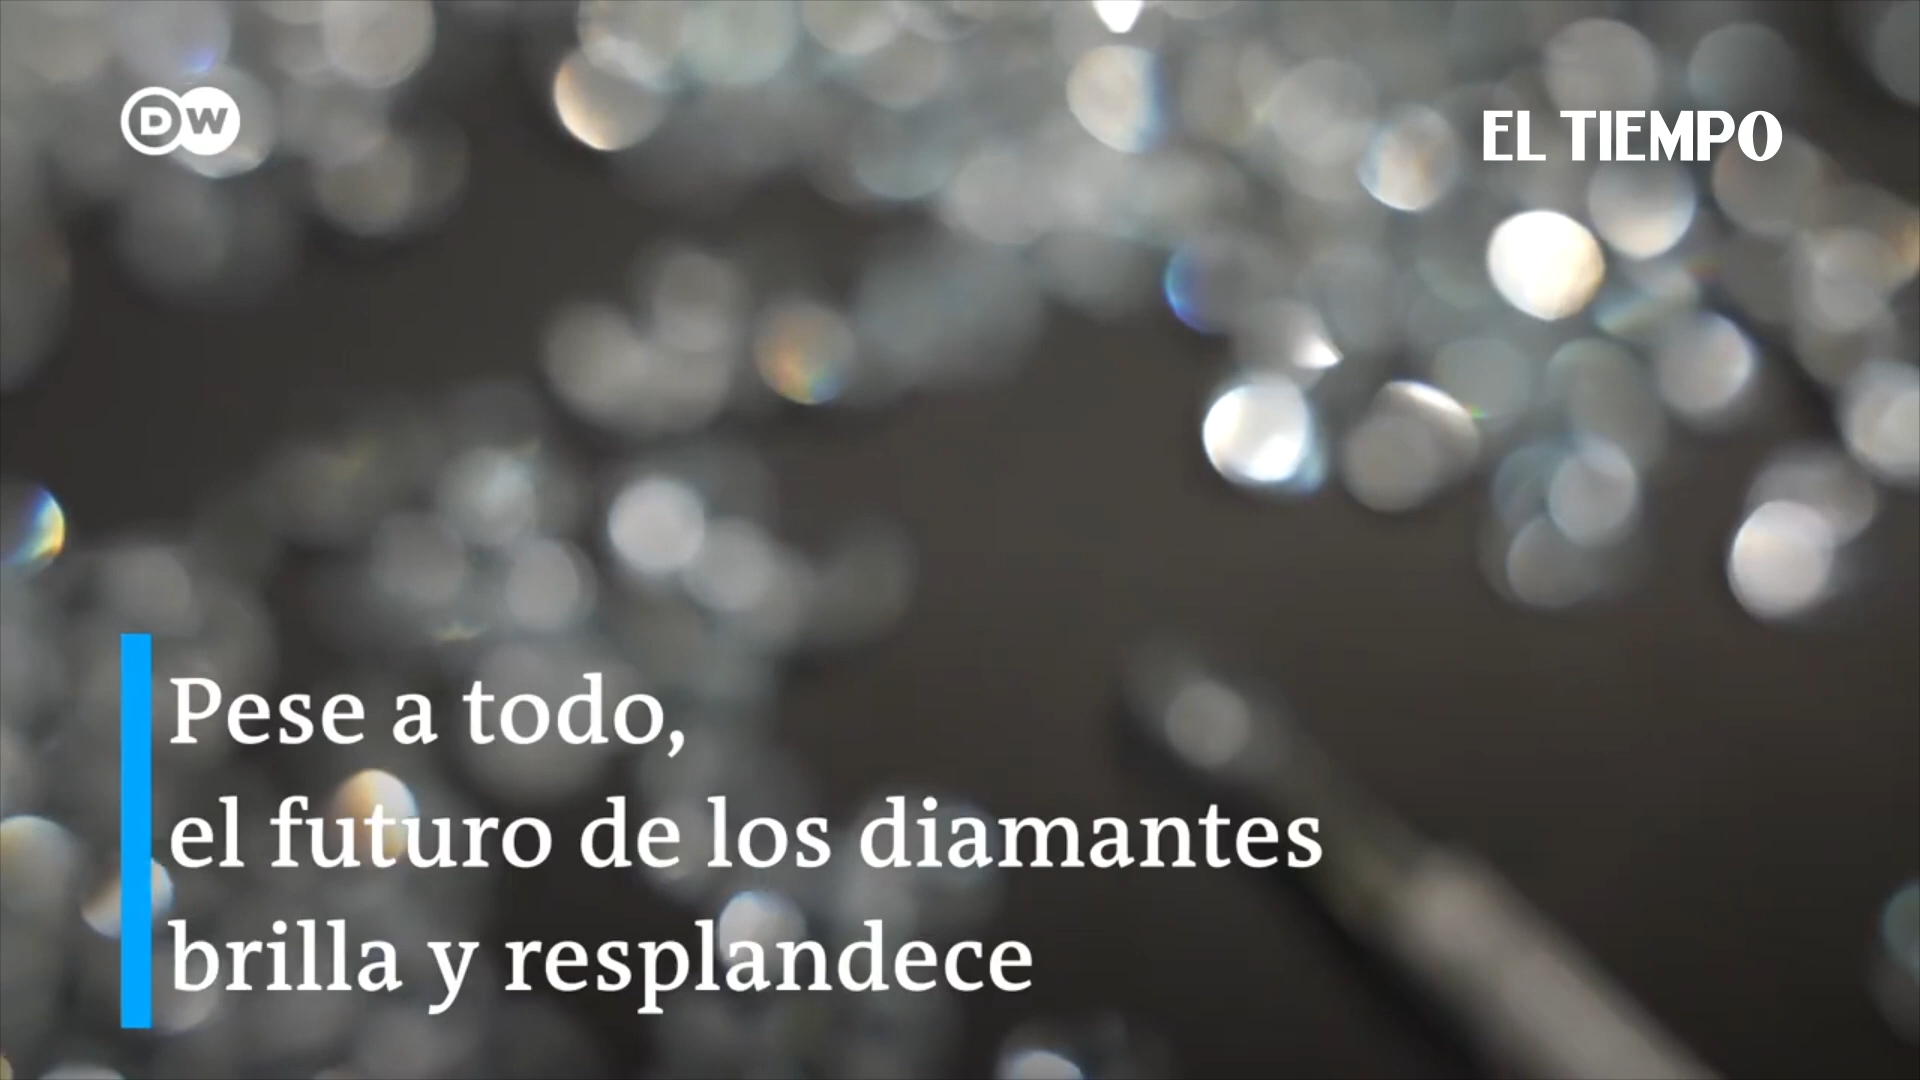 DW
EL TIEMPO
Pese a todo,
el futuro de los diamantes
brilla y resplandece